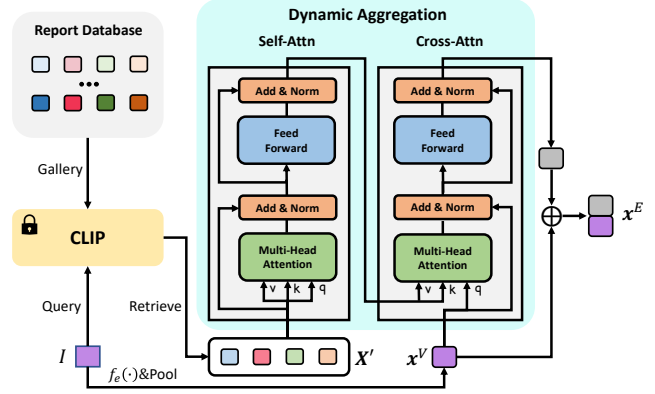 Dynamic Aggregation
Report Database
Self-Attn
Cross-Attn
•••
Add & Norm
Add & Norm
Feed
Forward
Feed
Forward
Gallery
Add & Norm
Add & Norm
CLIP
Multi-Head
Attention
Multi-Head
Attention
v k q
v k q
x^E
Query
Retrieve
I
X'
x^V
f_e(·)&Pool